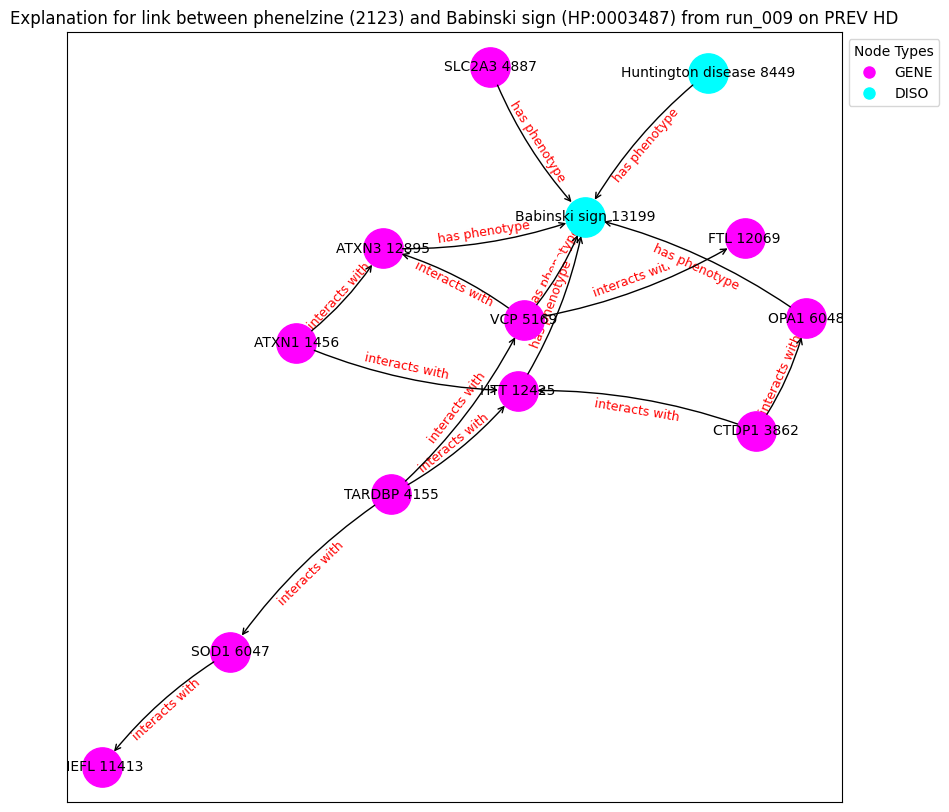 Explanation for link between phenelzine (2123) and Babinski sign (HP:0003487) from run_009 on PREV HD
Node Types
GENE
DISO
SLC2A3 4887
Huntington disease 8449
has phenotype
has phenotype
Babinski sign 13199
has phenotype
ATXN3 12895
FTL 12069
has phenotype
interacts with
interacts with
interacts wit
has phenotype
VCP 5169
OPA1 6048
has phenotype
ATXN1 1456
interacts with
interacts with
HTT 12425
interacts with
interacts with
CTDP1 3862
interacts with
TARDBP 4155
interacts with
SOD1 6047
interacts with
IEFL 11413